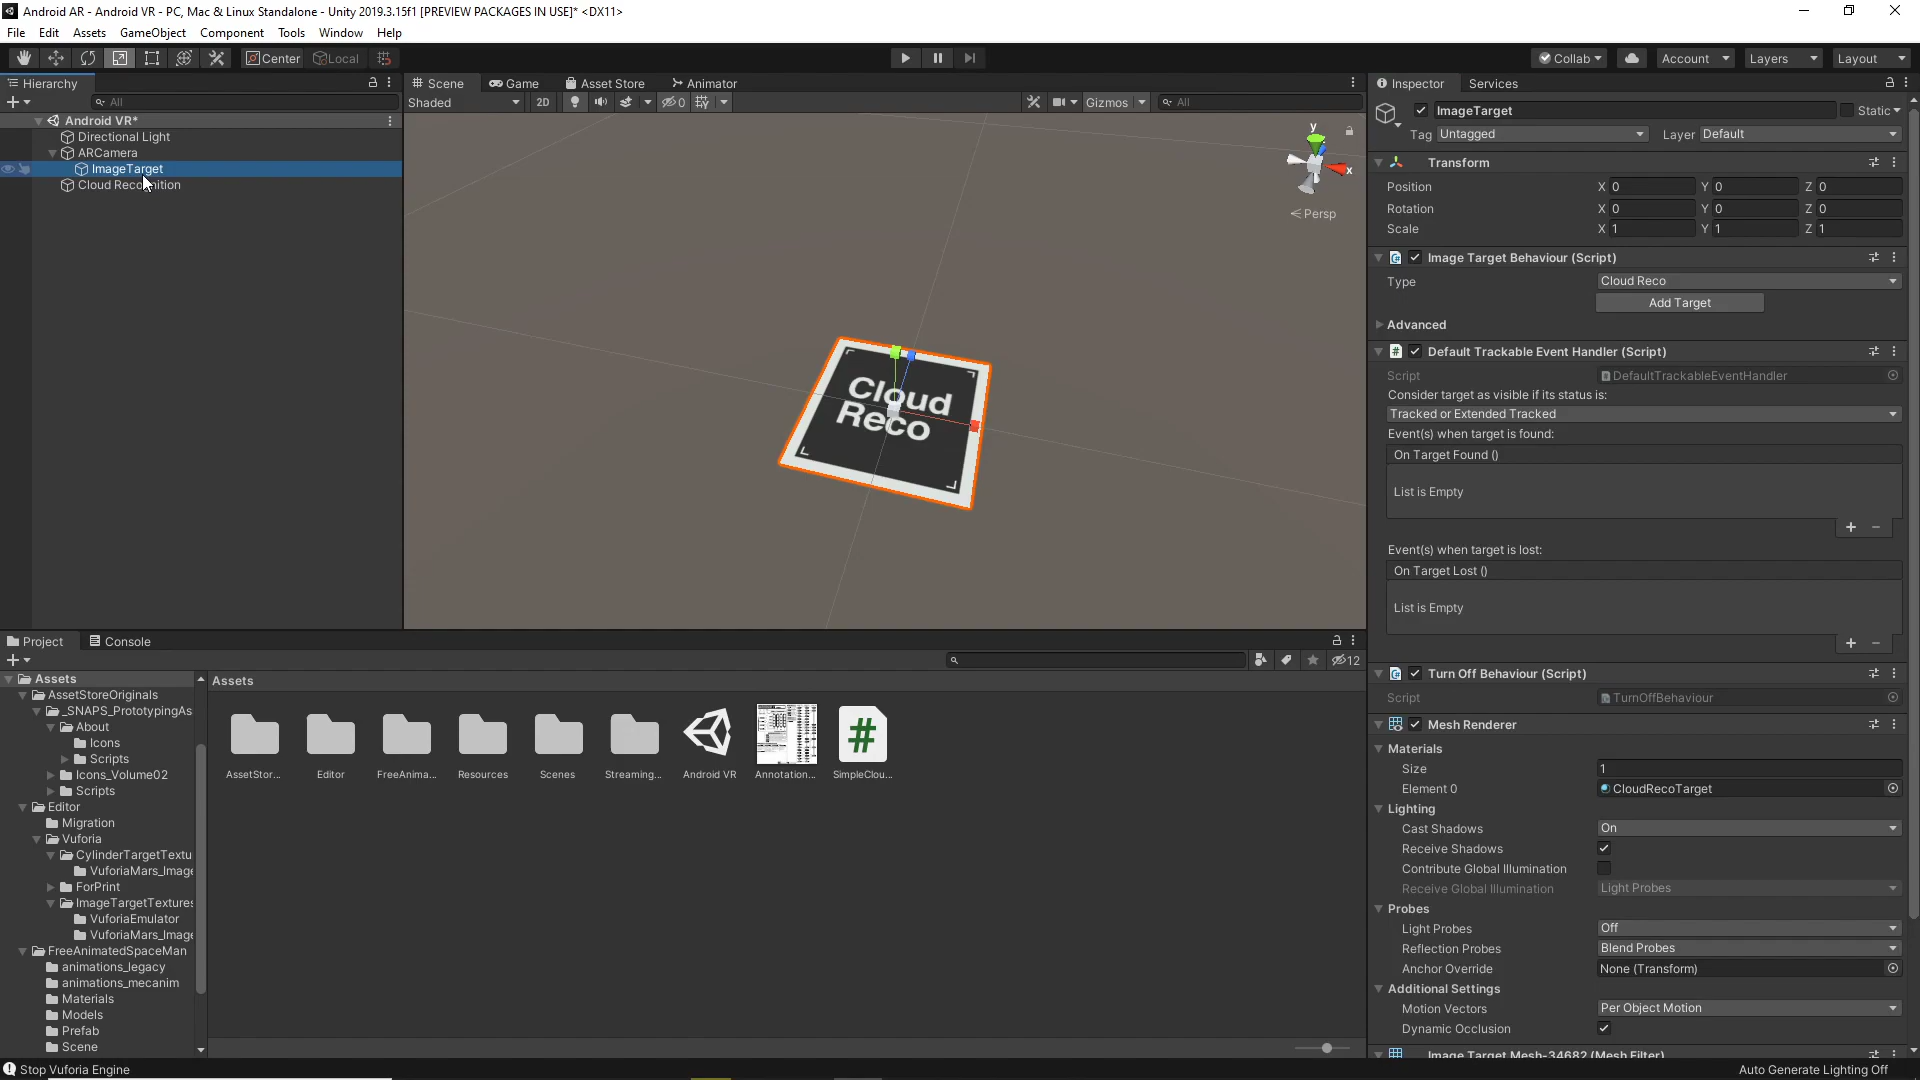 Android AR - Android VR - PC, Mac & Linux Standalone - Unity 2019.3.15f1 [PREVIEW PACKAGES IN USE]* <DX11>
File Edit Assets GameObject Component Tools Window Help
Center Local Collab Account Layers Layout
Hierarchy
All
Android VR*
Directional Light
ARCamera
ImageTarget
Cloud Recognition
Scene Game Asset Store Animator
Shaded 2D 0 Gizmos All
y
x
Persp
Cloud
Reco
Inspector Services
ImageTarget Static
Tag Untagged Layer Default
Transform
Position X 0 Y 0 Z 0
Rotation X 0 Y 0 Z 0
Scale X 1 Y 1 Z 1
Image Target Behaviour (Script)
Type Cloud Reco
Add Target
Advanced
# Default Trackable Event Handler (Script)
Script DefaultTrackableEventHandler
Consider target as visible if its status is:
Tracked or Extended Tracked
Event(s) when target is found:
On Target Found ()
List is Empty
+ −
Event(s) when target is lost:
On Target Lost ()
List is Empty
+ −
Turn Off Behaviour (Script)
Script TurnOffBehaviour
Mesh Renderer
Materials
Size 1
Element 0 CloudRecoTarget
Lighting
Cast Shadows On
Receive Shadows
Contribute Global Illumination
Receive Global Illumination Light Probes
Probes
Light Probes Off
Reflection Probes Blend Probes
Anchor Override None (Transform)
Additional Settings
Motion Vectors Per Object Motion
Dynamic Occlusion
Image Target Mesh-34682 (Mesh Filter)
Project Console
12
Assets
AssetStoreOriginals
_SNAPS_PrototypingAs
About
Icons
Scripts
Icons_Volume02
Scripts
Editor
Migration
Vuforia
CylinderTargetTextu
VuforiaMars_Image
ForPrint
ImageTargetTextures
VuforiaEmulator
VuforiaMars_Image
FreeAnimatedSpaceMan
animations_legacy
animations_mecanim
Materials
Models
Prefab
Scene
Assets
AssetStor... Editor FreeAnima... Resources Scenes Streaming... Android VR Annotation... SimpleClou...
#
Stop Vuforia Engine
Auto Generate Lighting Off